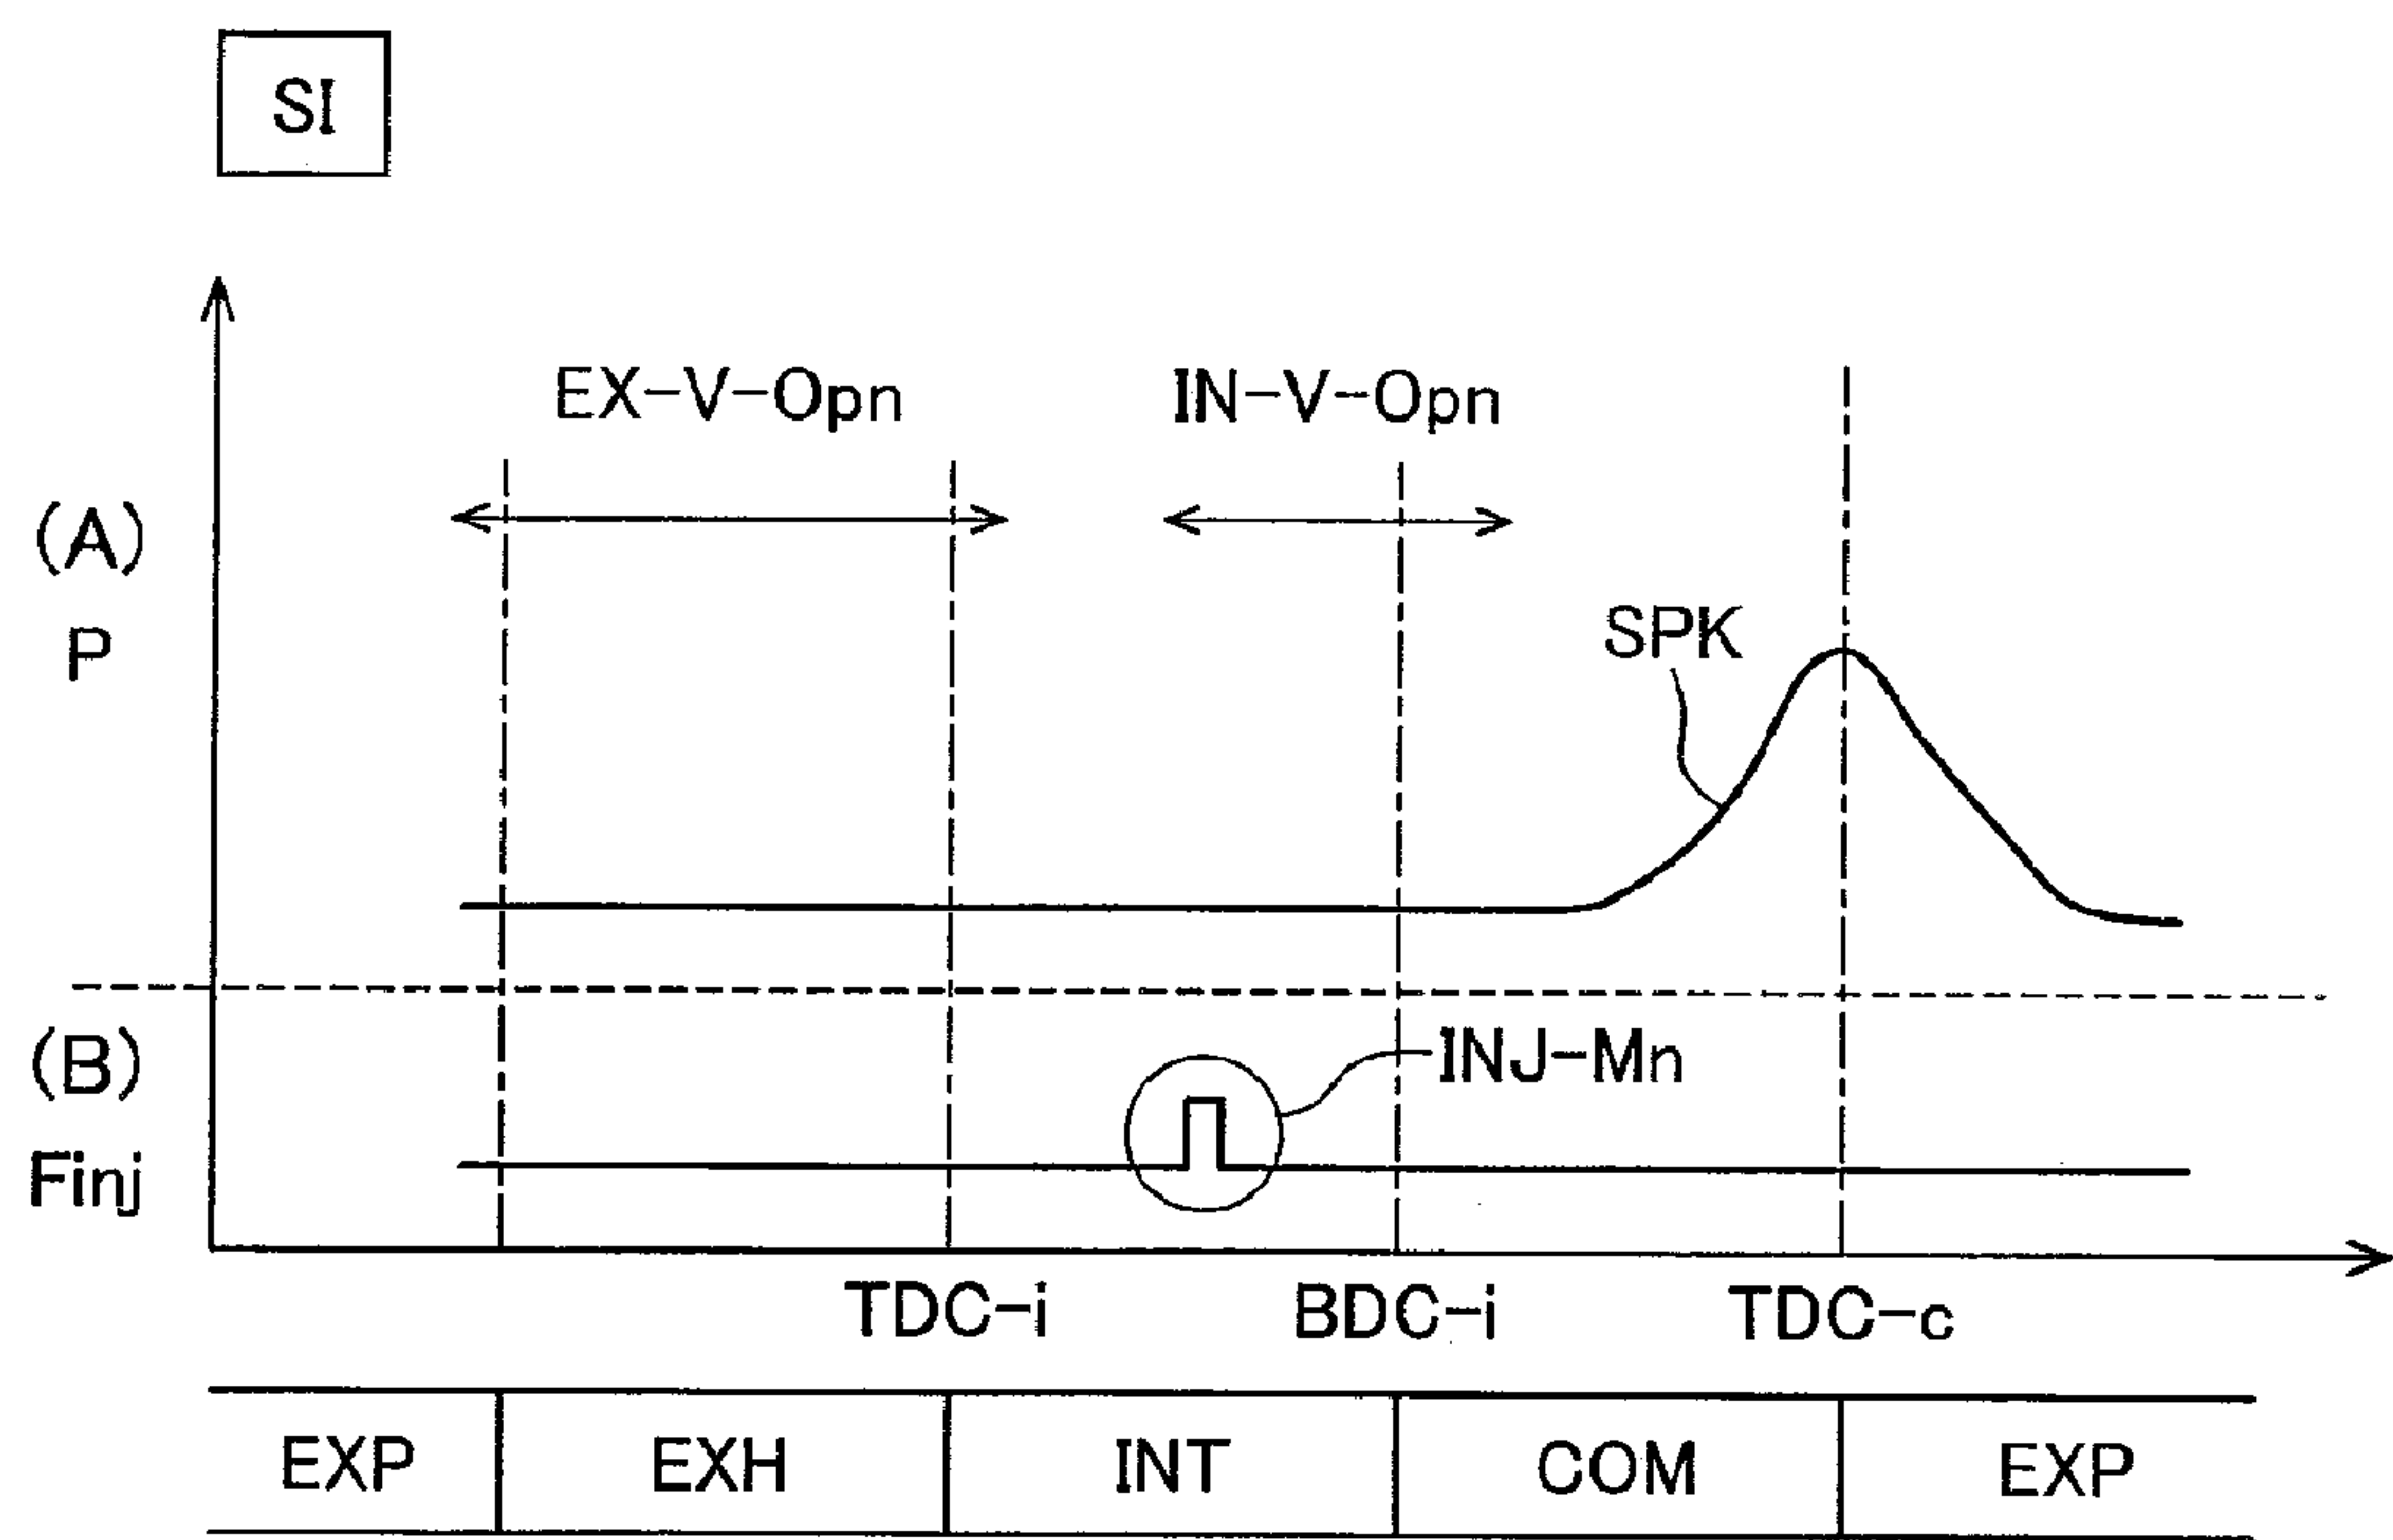 SI
EX-V-Opn IN-V-Opn
(A)
P
SPK
(B)
INJ-Mn
Finj
TDC-i BDC-i TDC-c
EXP EXH INT COM EXP